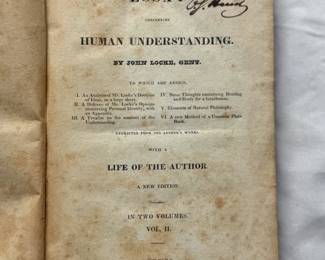 ESSAY
CONCERNING
HUMAN UNDERSTANDING.
BY JOHN LOCKE, GENT.
TO WHICH ARE ADDED,
I. An Analysis of Mr. Locke's Doctrine of Ideas, on a large sheet.
II. A Defence of Mr. Locke's Opinion concerning Personal Identity, with an Appendix.
III. A Treatise on the conduct of the Understanding.
IV. Some Thoughts concerning Reading and Study for a Gentleman.
V. Elements of Natural Philosophy.
VI. A new Method of a Common Place Book.
EXTRACTED FROM THE AUTHOR'S WORKS.
WITH A
LIFE OF THE AUTHOR.
A NEW EDITION.
IN TWO VOLUMES.
VOL. II.